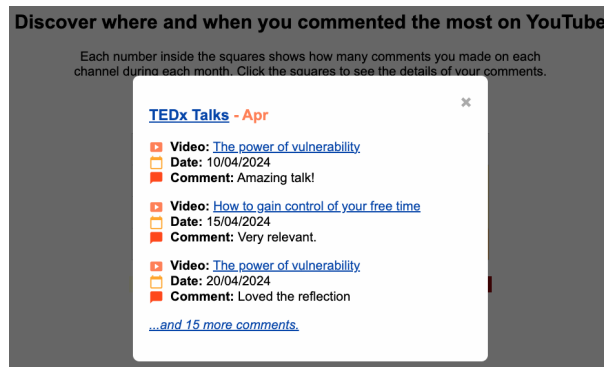 Discover where and when you commented the most on YouTube
Each number inside the squares shows how many comments you made on each
channel during each month. Click the squares to see the details of your comments.
×
TEDx Talks - Apr
Video: The power of vulnerability
Date: 10/04/2024
Comment: Amazing talk!
Video: How to gain control of your free time
Date: 15/04/2024
Comment: Very relevant.
Video: The power of vulnerability
Date: 20/04/2024
Comment: Loved the reflection
...and 15 more comments.